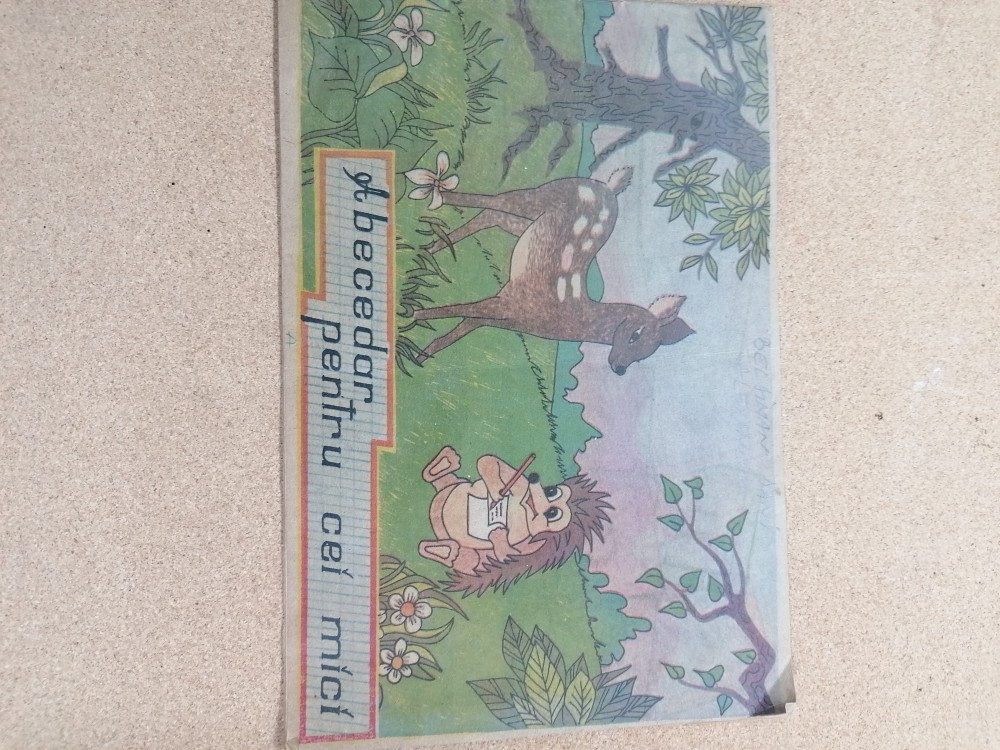 Abecedar
pentru cei mici